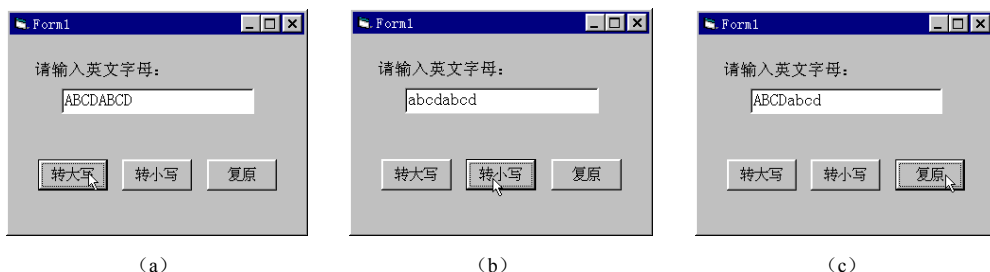 Form1
请输入英文字母：
ABCDABCD
转大写 转小写 复原
（a）
Form1
请输入英文字母：
abcdabcd
转大写 转小写 复原
（b）
Form1
请输入英文字母：
ABCDabcd
转大写 转小写 复原
（c）